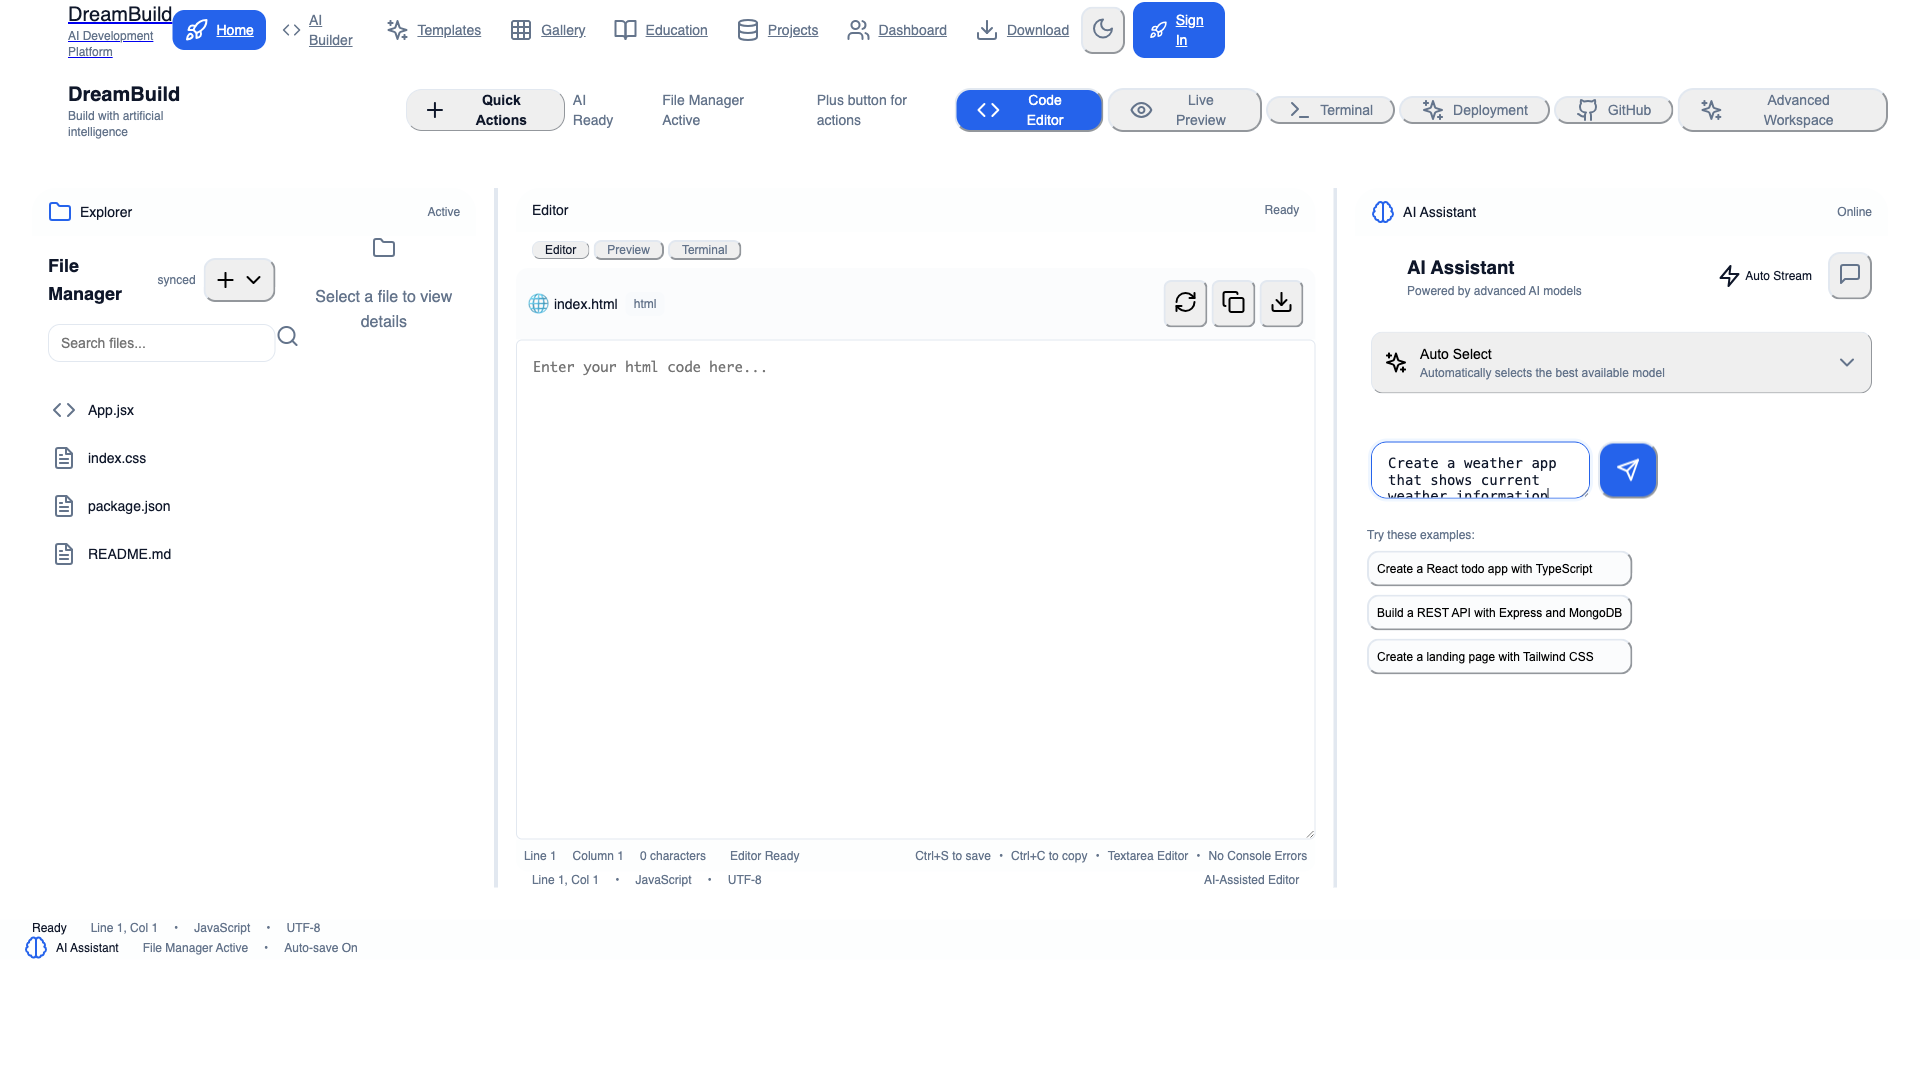 DreamBuild
AI Development
Platform
Home
AI
Builder
Templates
Gallery
Education
Projects
Dashboard
Download
Sign
In
DreamBuild
Build with artificial
intelligence
Quick
Actions
AI
Ready
File Manager
Active
Plus button for
actions
Code
Editor
Live
Preview
Terminal
Deployment
GitHub
Advanced
Workspace
Explorer
Active
File
Manager
synced
Search files...
App.jsx
index.css
package.json
README.md
Select a file to view
details
Editor
Ready
Editor
Preview
Terminal
index.html
html
Enter your html code here...
Line 1
Column 1
0 characters
Editor Ready
Ctrl+S to save • Ctrl+C to copy • Textarea Editor • No Console Errors
Line 1, Col 1 • JavaScript • UTF-8
AI-Assisted Editor
AI Assistant
Online
AI Assistant
Powered by advanced AI models
Auto Stream
Auto Select
Automatically selects the best available model
Create a weather app
that shows current
weather information
Try these examples:
Create a React todo app with TypeScript
Build a REST API with Express and MongoDB
Create a landing page with Tailwind CSS
Ready
Line 1, Col 1 • JavaScript • UTF-8
AI Assistant
File Manager Active • Auto-save On